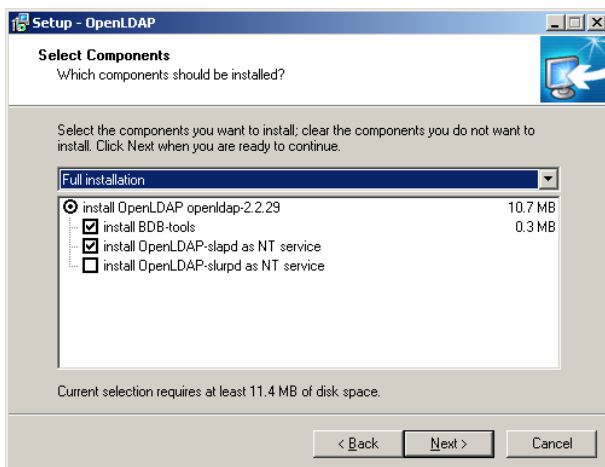 Setup - OpenLDAP
Select Components
Which components should be installed?
Select the components you want to install; clear the components you do not want to
install. Click Next when you are ready to continue.
Full installation
install OpenLDAP openldap-2.2.29 10.7 MB
install BDB-tools 0.3 MB
install OpenLDAP-slapd as NT service
install OpenLDAP-slurpd as NT service
Current selection requires at least 11.4 MB of disk space.
< Back Next > Cancel